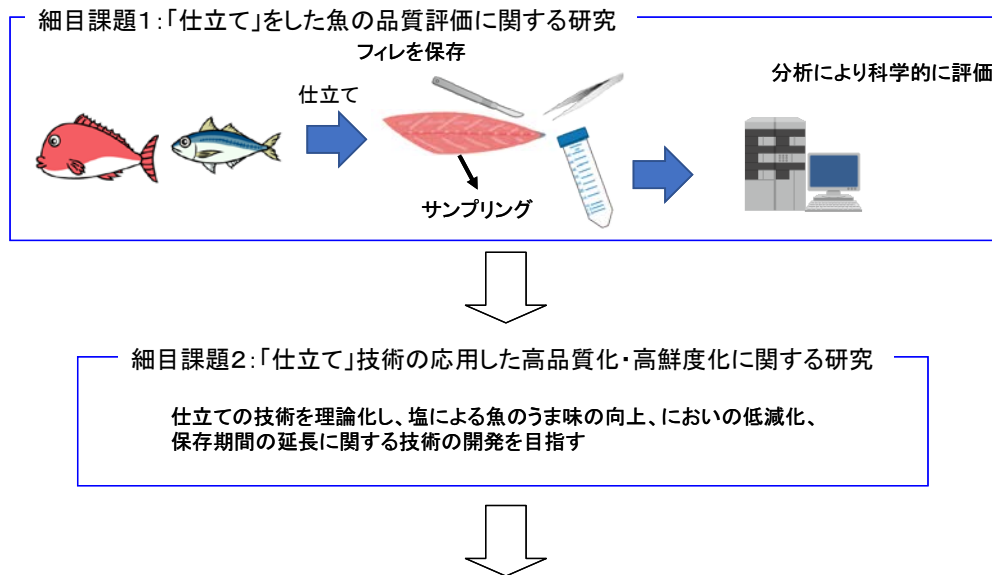 細目課題1:「仕立て」をした魚の品質評価に関する研究
フィレを保存
分析により科学的に評価
仕立て
サンプリング
細目課題2:「仕立て」技術の応用した高品質化・高鮮度化に関する研究
仕立ての技術を理論化し、塩による魚のうま味の向上、においの低減化、
保存期間の延長に関する技術の開発を目指す